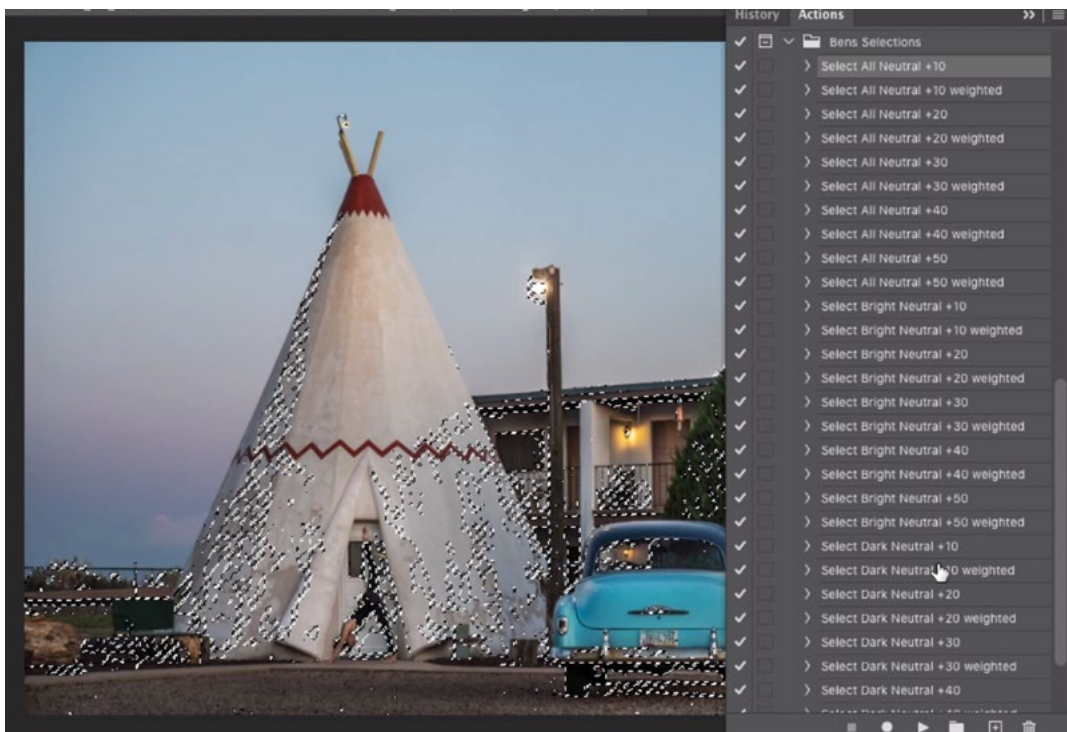 History Actions
Bens Selections
Select All Neutral +10
Select All Neutral +10 weighted
Select All Neutral +20
Select All Neutral +20 weighted
Select All Neutral +30
Select All Neutral +30 weighted
Select All Neutral +40
Select All Neutral +40 weighted
Select All Neutral +50
Select All Neutral +50 weighted
Select Bright Neutral +10
Select Bright Neutral +10 weighted
Select Bright Neutral +20
Select Bright Neutral +20 weighted
Select Bright Neutral +30
Select Bright Neutral +30 weighted
Select Bright Neutral +40
Select Bright Neutral +40 weighted
Select Bright Neutral +50
Select Bright Neutral +50 weighted
Select Dark Neutral +10
Select Dark Neutral weighted
Select Dark Neutral +20
Select Dark Neutral +20 weighted
Select Dark Neutral +30
Select Dark Neutral +30 weighted
Select Dark Neutral +40